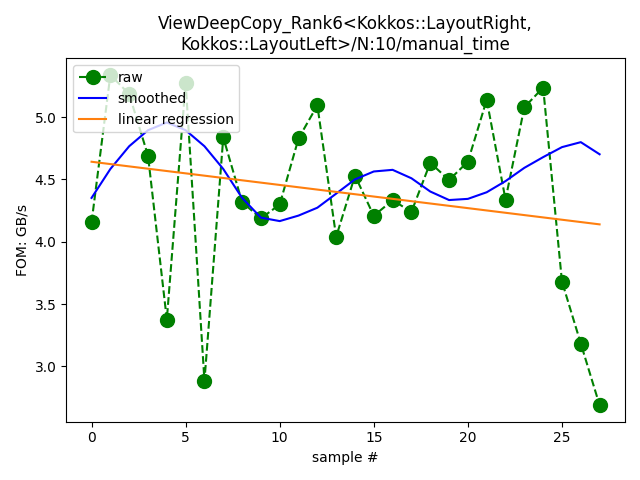 ViewDeepCopy_Rank6<Kokkos::LayoutRight,
Kokkos::LayoutLeft>/N:10/manual_time
raw
smoothed
linear regression
FOM: GB/s
5.0
4.5
4.0
3.5
3.0
0 5 10 15 20 25
sample #